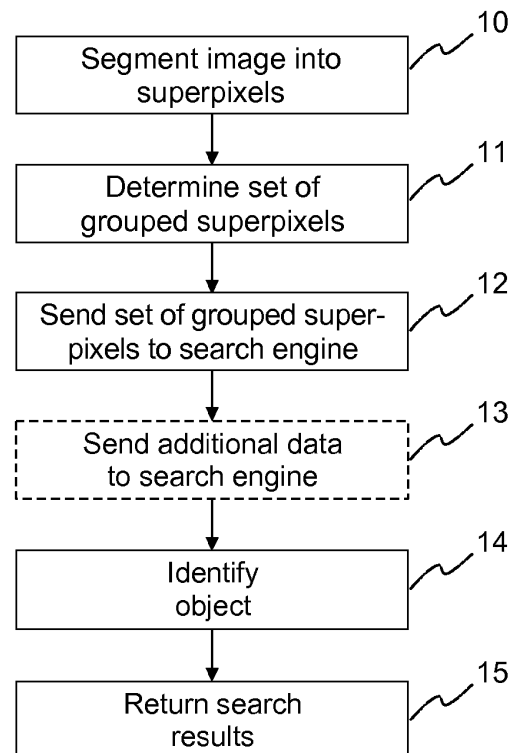 10
Segment image into
superpixels
11
Determine set of
grouped superpixels
12
Send set of grouped super-
pixels to search engine
13
Send additional data
to search engine
14
Identify
object
15
Return search
results